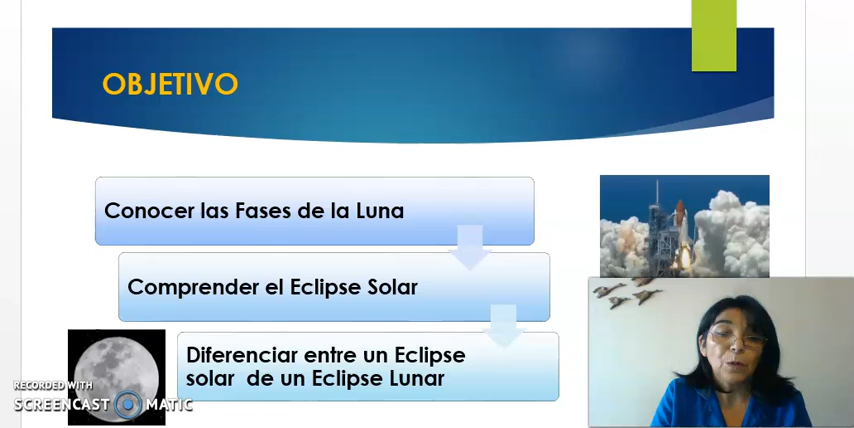 OBJETIVO
Conocer las Fases de la Luna
Comprender el Eclipse Solar
Diferenciar entre un Eclipse
solar de un Eclipse Lunar
RECORDED WITH
SCREENCAST MATIC